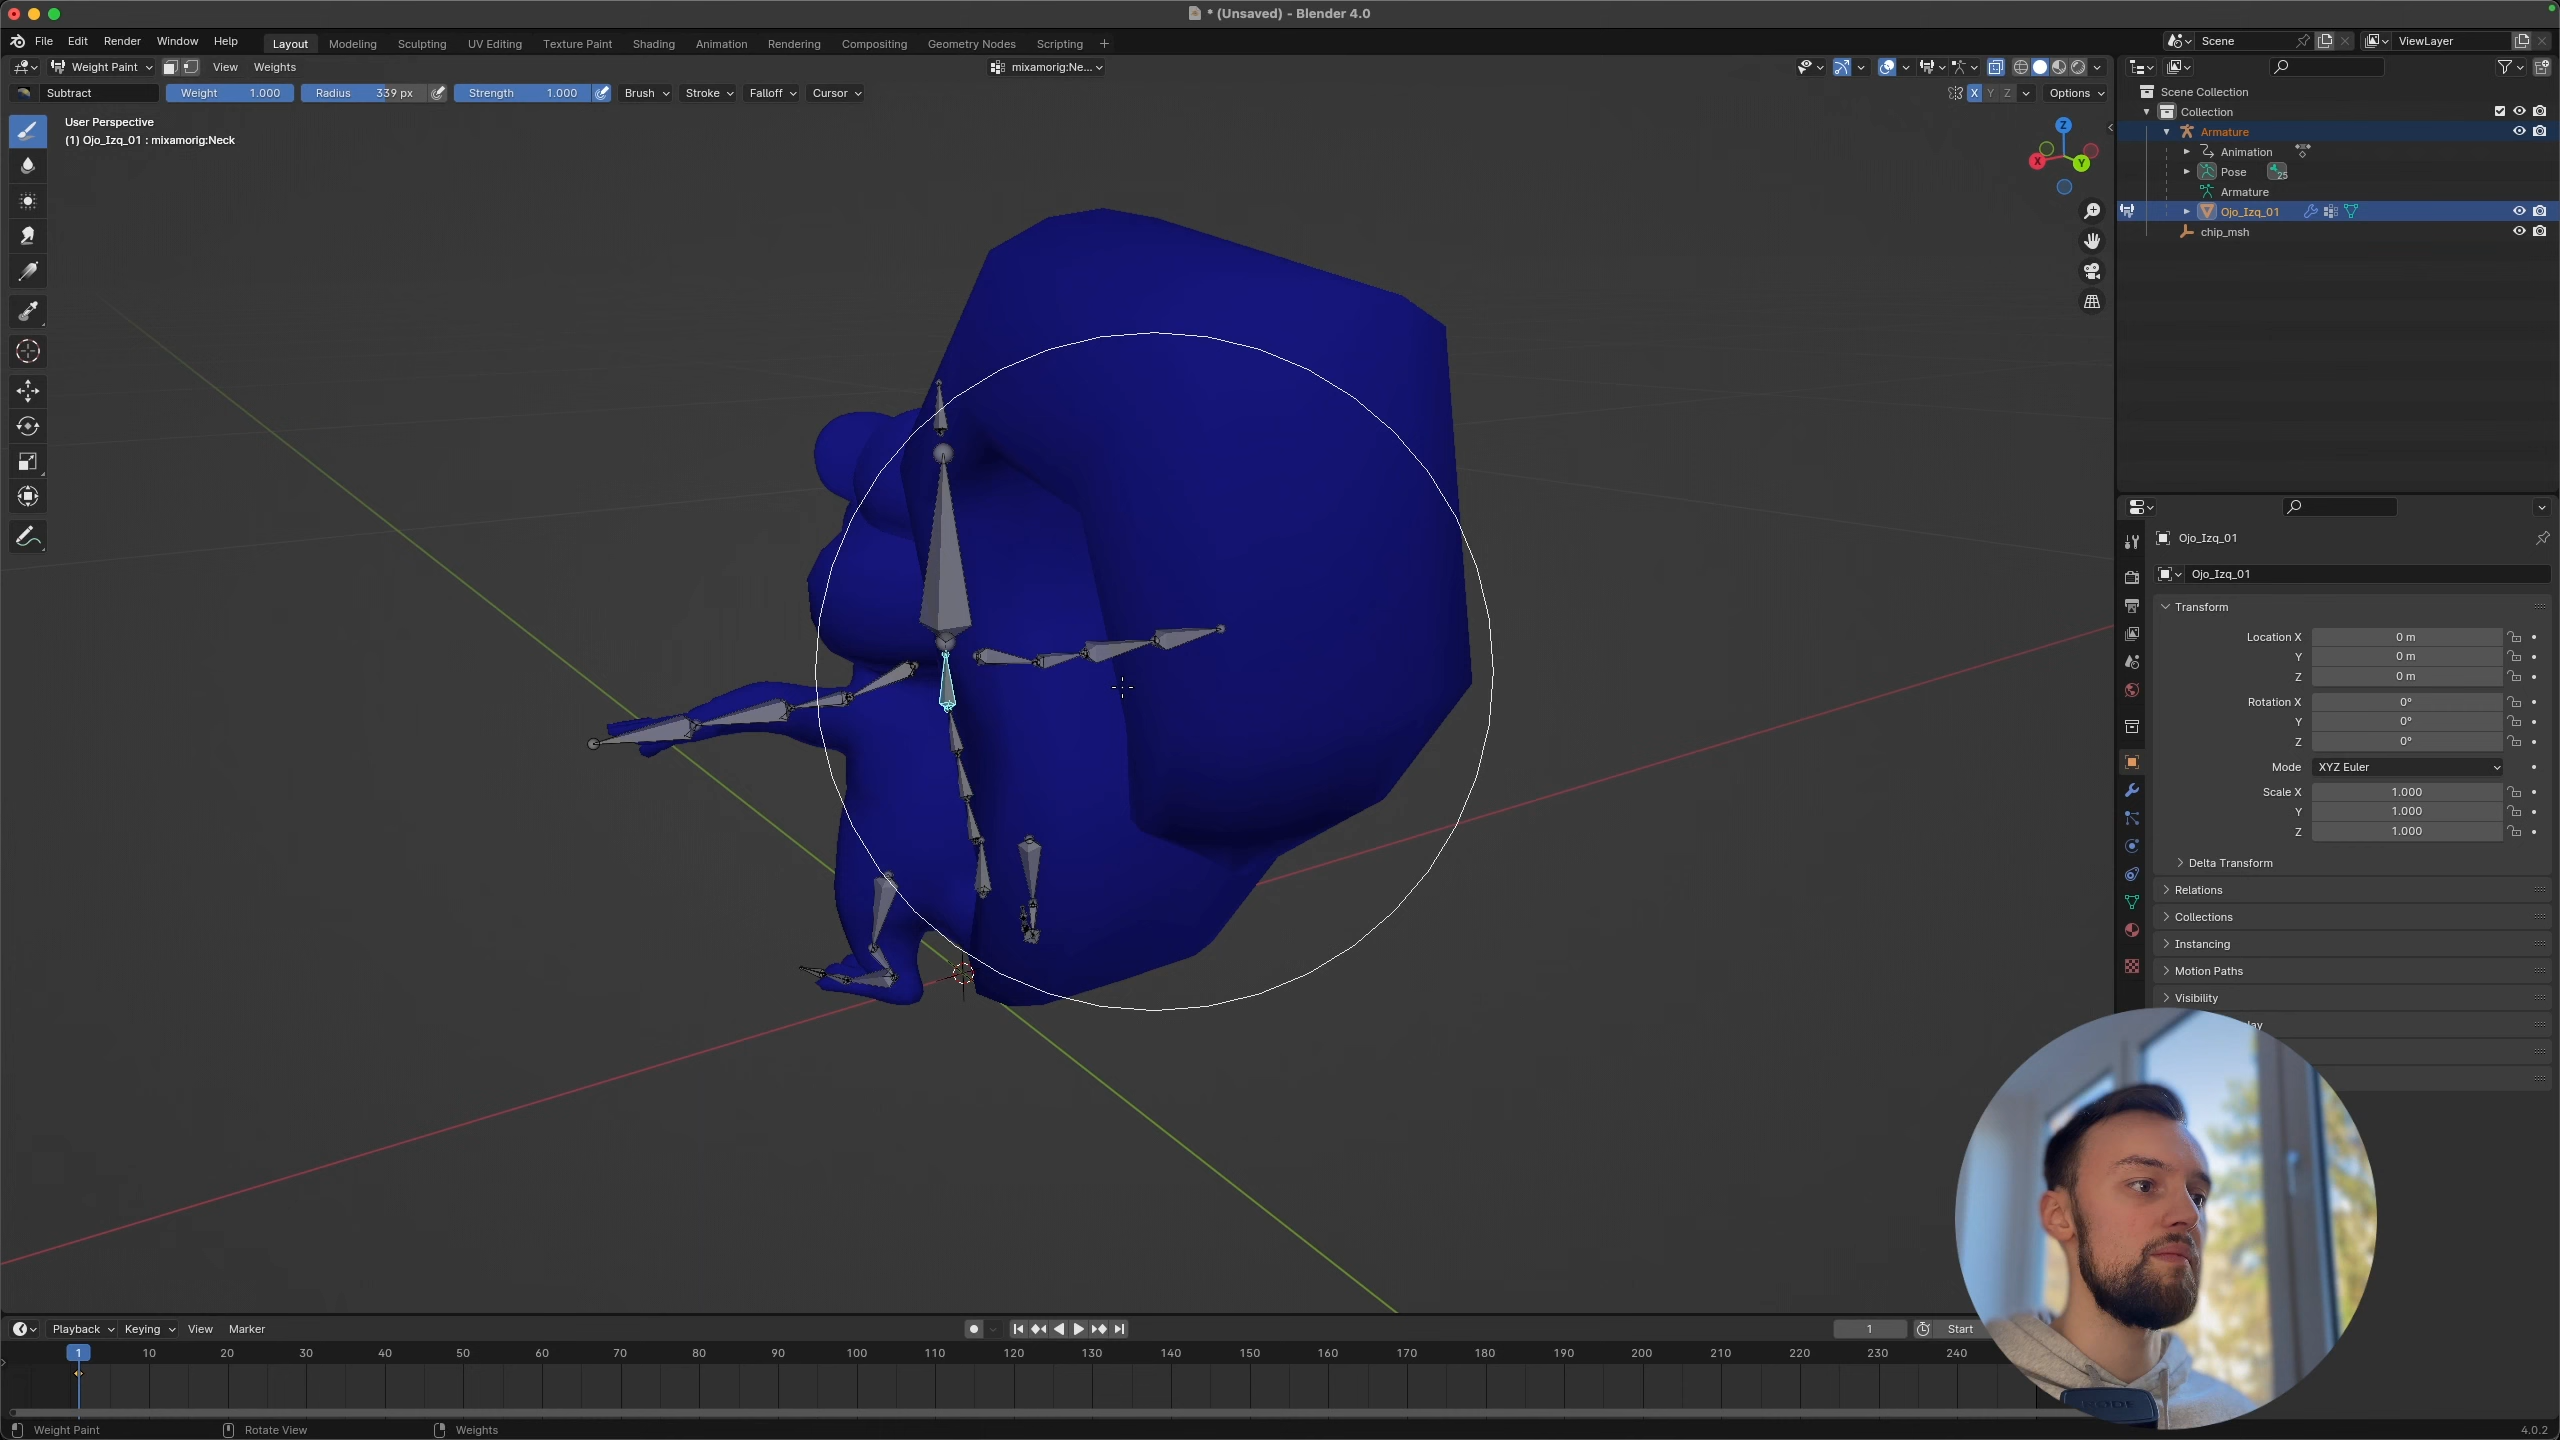 * (Unsaved) - Blender 4.0
File Edit Render Window Help Layout Modeling Sculpting UV Editing Texture Paint Shading Animation Rendering Compositing Geometry Nodes Scripting + Scene ViewLayer
Weight Paint View Weights mixamorig:Ne...
Subtract Weight 1.000 Radius 339 px Strength 1.000 Brush Stroke Falloff Cursor X Y Z Options
User Perspective
(1) Ojo_Izq_01 : mixamorig:Neck
Z
X
Y
Scene Collection
Collection
Armature
Animation
Pose 25
Armature
Ojo_Izq_01
chip_msh
Ojo_Izq_01
Ojo_Izq_01
Transform
Location X 0 m
Y 0 m
Z 0 m
Rotation X 0°
Y 0°
Z 0°
Mode XYZ Euler
Scale X 1.000
Y 1.000
Z 1.000
Delta Transform
Relations
Collections
Instancing
Motion Paths
Visibility
lay
Playback Keying View Marker 1 Start
1 10 20 30 40 50 60 70 80 90 100 110 120 130 140 150 160 170 180 190 200 210 220 230 240
RODE
Weight Paint Rotate View Weights 4.0.2